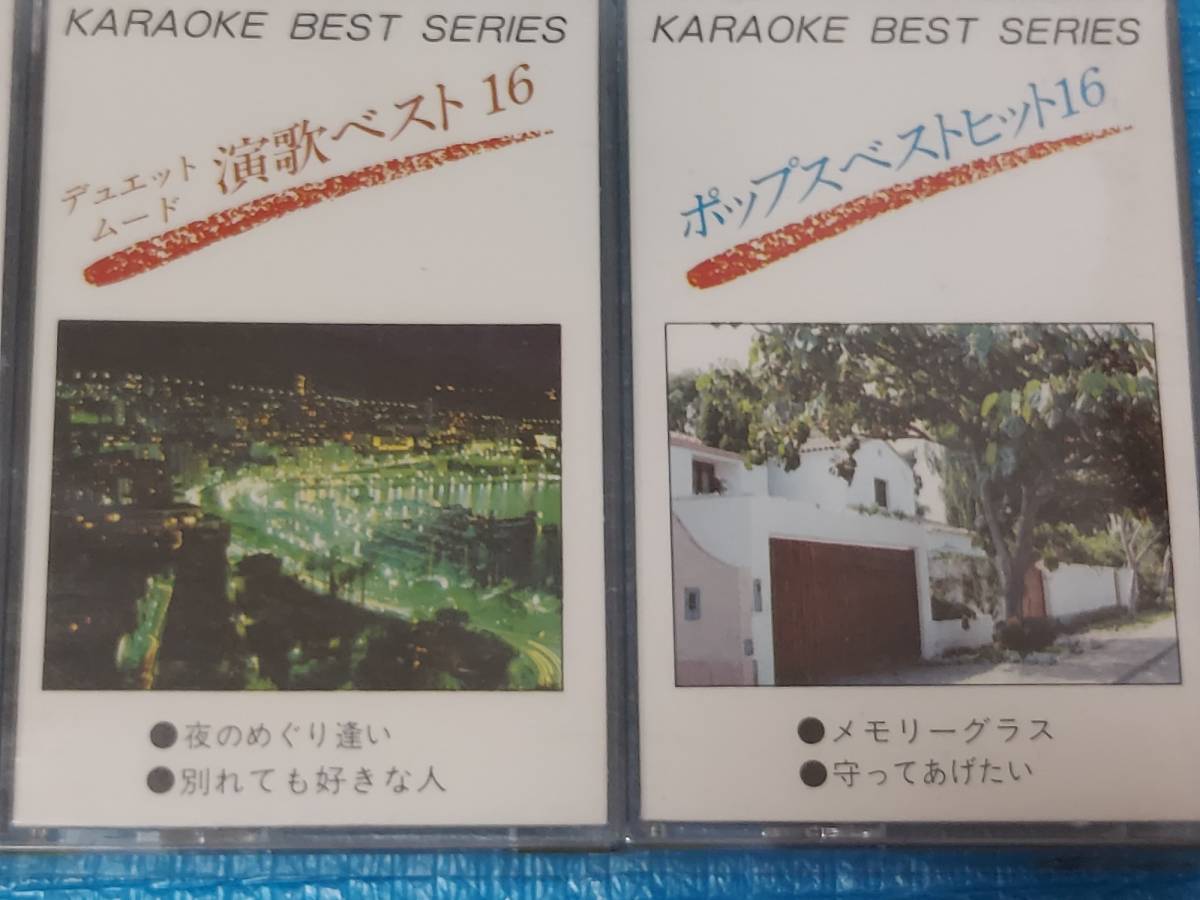 KARAOKE BEST SERIES
デュエット
ムード
演歌ベスト16
●夜のめぐり逢い
●別れても好きな人
KARAOKE BEST SERIES
ポップスベストヒット16
●メモリーグラス
●守ってあげたい